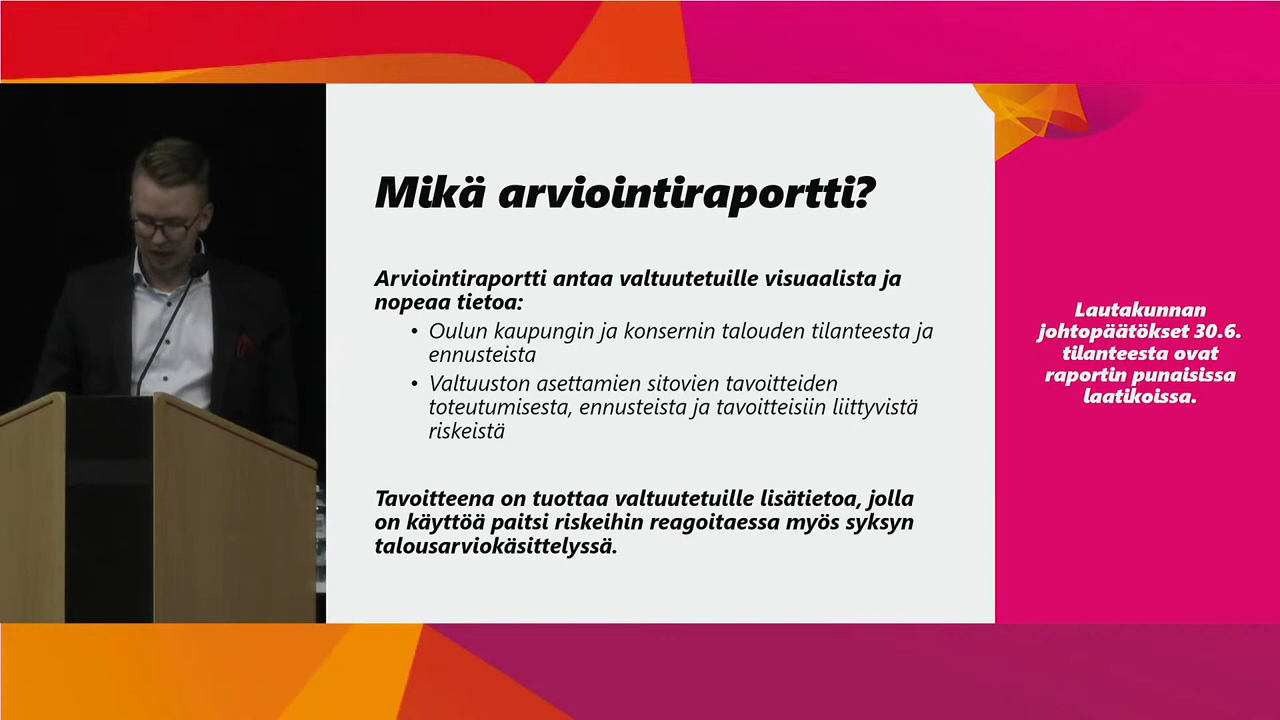 Mikä arviointiraportti?
Arviointiraportti antaa valtuutetuille visuaalista ja
nopeaa tietoa:
• Oulun kaupungin ja konsernin talouden tilanteesta ja
ennusteista
• Valtuuston asettamien sitovien tavoitteiden
toteutumisesta, ennusteista ja tavoitteisiin liittyvistä
riskeistä
Tavoitteena on tuottaa valtuutetuille lisätietoa, jolla
on käyttöä paitsi riskeihin reagoitaessa myös syksyn
talousarviokäsittelyssä.
Lautakunnan
johtopäätökset 30.6.
tilanteesta ovat
raportin punaisissa
laatikoissa.